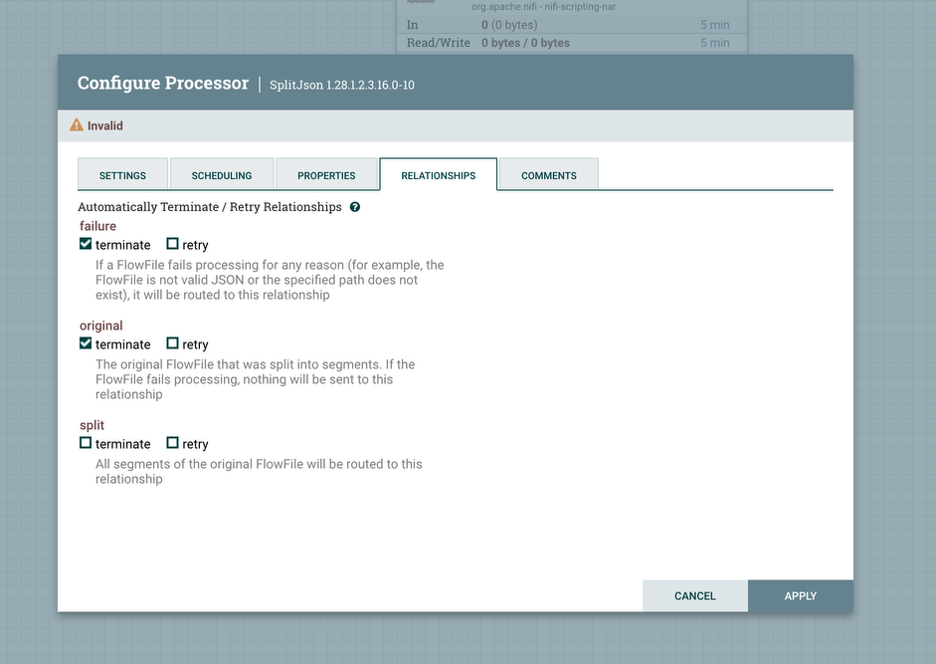 org.apache.nifi - nifi-scripting-nar
In 0 (0 bytes) 5 min
Read/Write 0 bytes / 0 bytes 5 min
Configure Processor | SplitJson 1.28.1.2.3.16.0-10
Invalid
SETTINGS SCHEDULING PROPERTIES RELATIONSHIPS COMMENTS
Automatically Terminate / Retry Relationships
failure
terminate retry
If a FlowFile fails processing for any reason (for example, the
FlowFile is not valid JSON or the specified path does not
exist), it will be routed to this relationship
original
terminate retry
The original FlowFile that was split into segments. If the
FlowFile fails processing, nothing will be sent to this
relationship
split
terminate retry
All segments of the original FlowFile will be routed to this
relationship
CANCEL APPLY